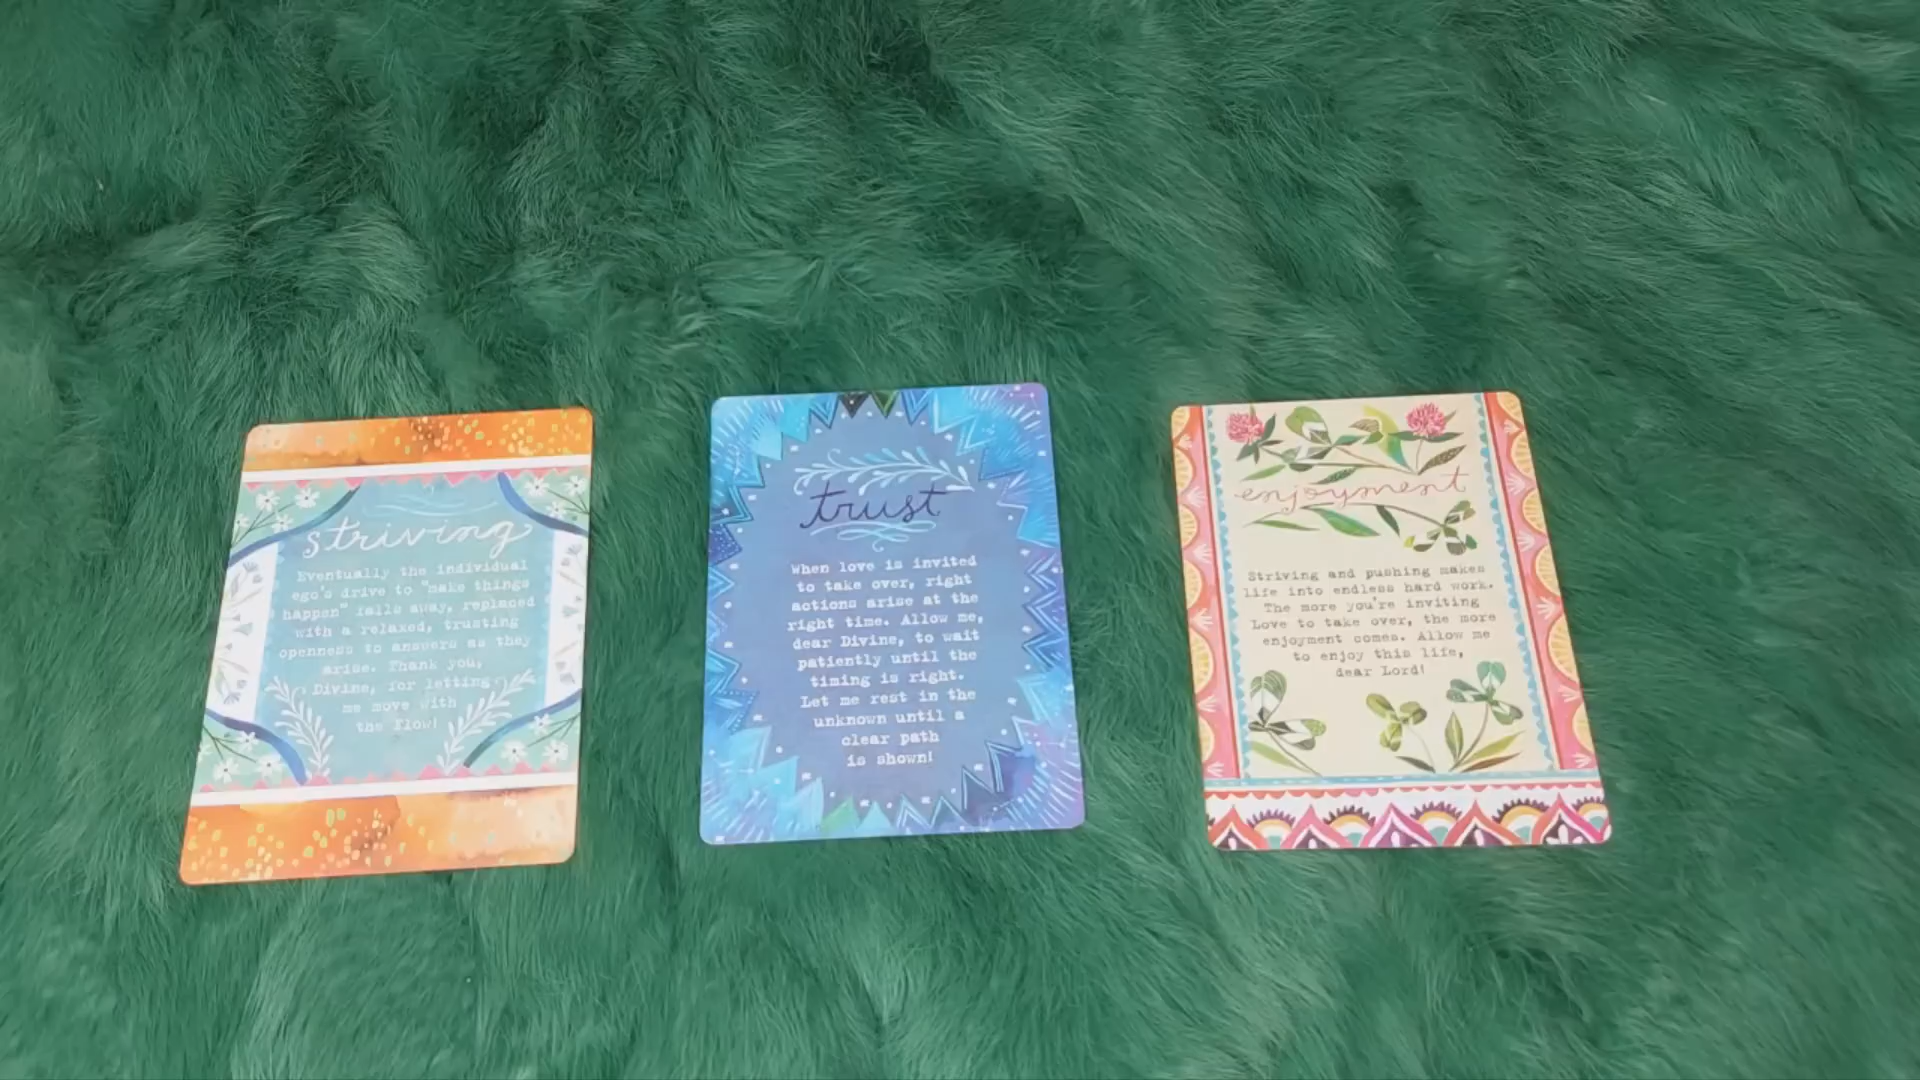 striving
Eventually the individual
ego's drive to "make things
happen" falls away, replaced
with a relaxed, trusting
openness to answers as they
arise. Thank you,
Divine, for letting
me move with
the flow!
trust
When love is invited
to take over, right
actions arise at the
right time. Allow me,
dear Divine, to wait
patiently until the
timing is right.
Let me rest in the
unknown until a
clear path
is shown!
enjoyment
Striving and pushing makes
life into endless hard work.
The more you're inviting
Love to take over, the more
enjoyment comes. Allow me
to enjoy this life,
dear Lord!